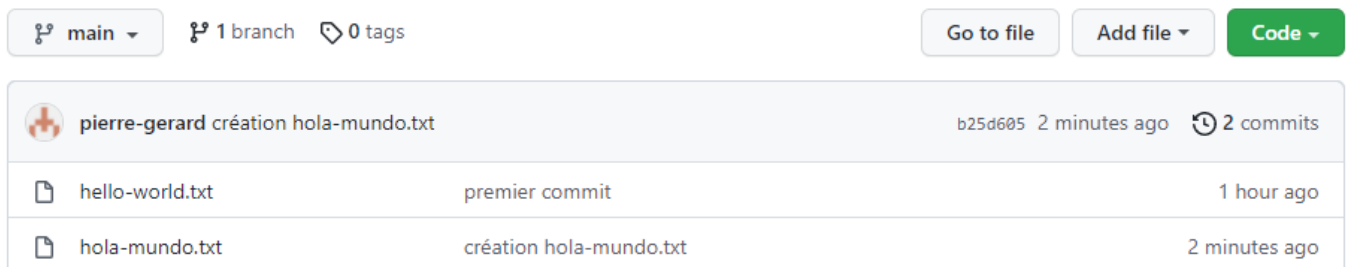 main 1 branch 0 tags Go to file Add file Code
pierre-gerard création hola-mundo.txt b25d605 2 minutes ago 2 commits
hello-world.txt premier commit 1 hour ago
hola-mundo.txt création hola-mundo.txt 2 minutes ago